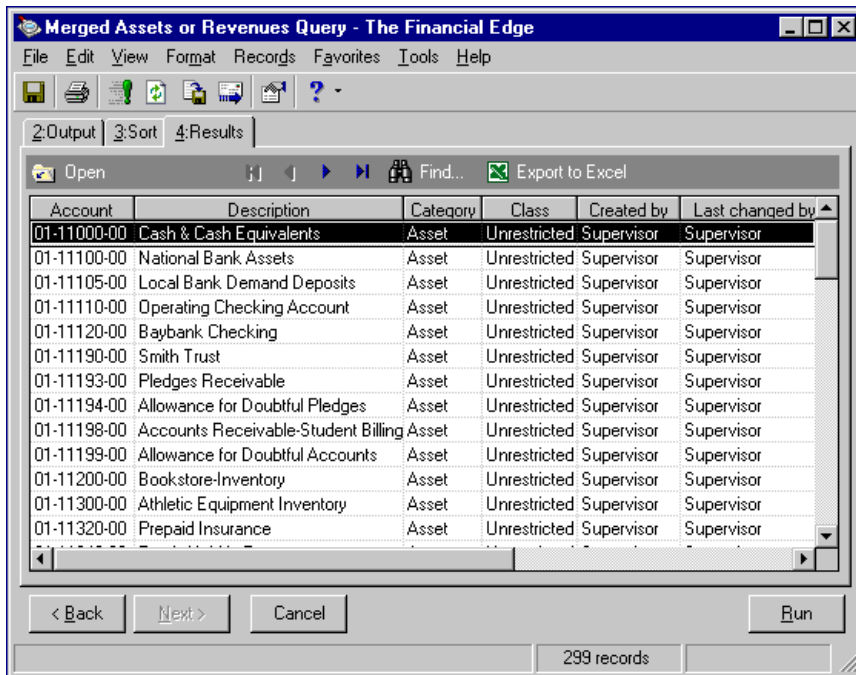 Merged Assets or Revenues Query - The Financial Edge
File Edit View Format Records Favorites Tools Help
2:Output 3:Sort 4:Results
Open Find... Export to Excel
Account Description Category Class Created by Last changed by
01-11000-00 Cash & Cash Equivalents Asset Unrestricted Supervisor Supervisor
01-11100-00 National Bank Assets Asset Unrestricted Supervisor Supervisor
01-11105-00 Local Bank Demand Deposits Asset Unrestricted Supervisor Supervisor
01-11110-00 Operating Checking Account Asset Unrestricted Supervisor Supervisor
01-11120-00 Baybank Checking Asset Unrestricted Supervisor Supervisor
01-11190-00 Smith Trust Asset Unrestricted Supervisor Supervisor
01-11193-00 Pledges Receivable Asset Unrestricted Supervisor Supervisor
01-11194-00 Allowance for Doubtful Pledges Asset Unrestricted Supervisor Supervisor
01-11198-00 Accounts Receivable-Student Billing Asset Unrestricted Supervisor Supervisor
01-11199-00 Allowance for Doubtful Accounts Asset Unrestricted Supervisor Supervisor
01-11200-00 Bookstore-Inventory Asset Unrestricted Supervisor Supervisor
01-11300-00 Athletic Equipment Inventory Asset Unrestricted Supervisor Supervisor
01-11320-00 Prepaid Insurance Asset Unrestricted Supervisor Supervisor
< Back Next > Cancel Run
299 records